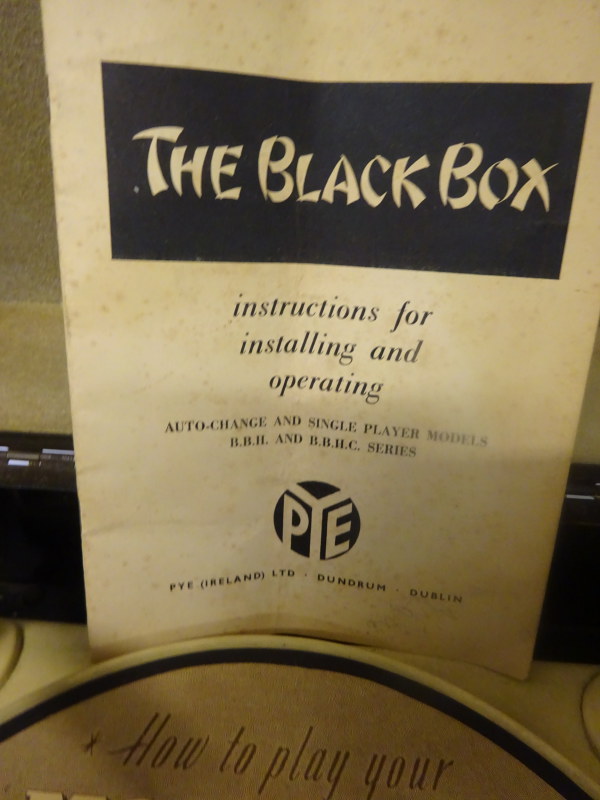 THE BLACK BOX
instructions for
installing and
operating
AUTO-CHANGE AND SINGLE PLAYER MODELS
B.B.H. AND B.B.H.C. SERIES
PYE
PYE (IRELAND) LTD · DUNDRUM · DUBLIN
* How to play your